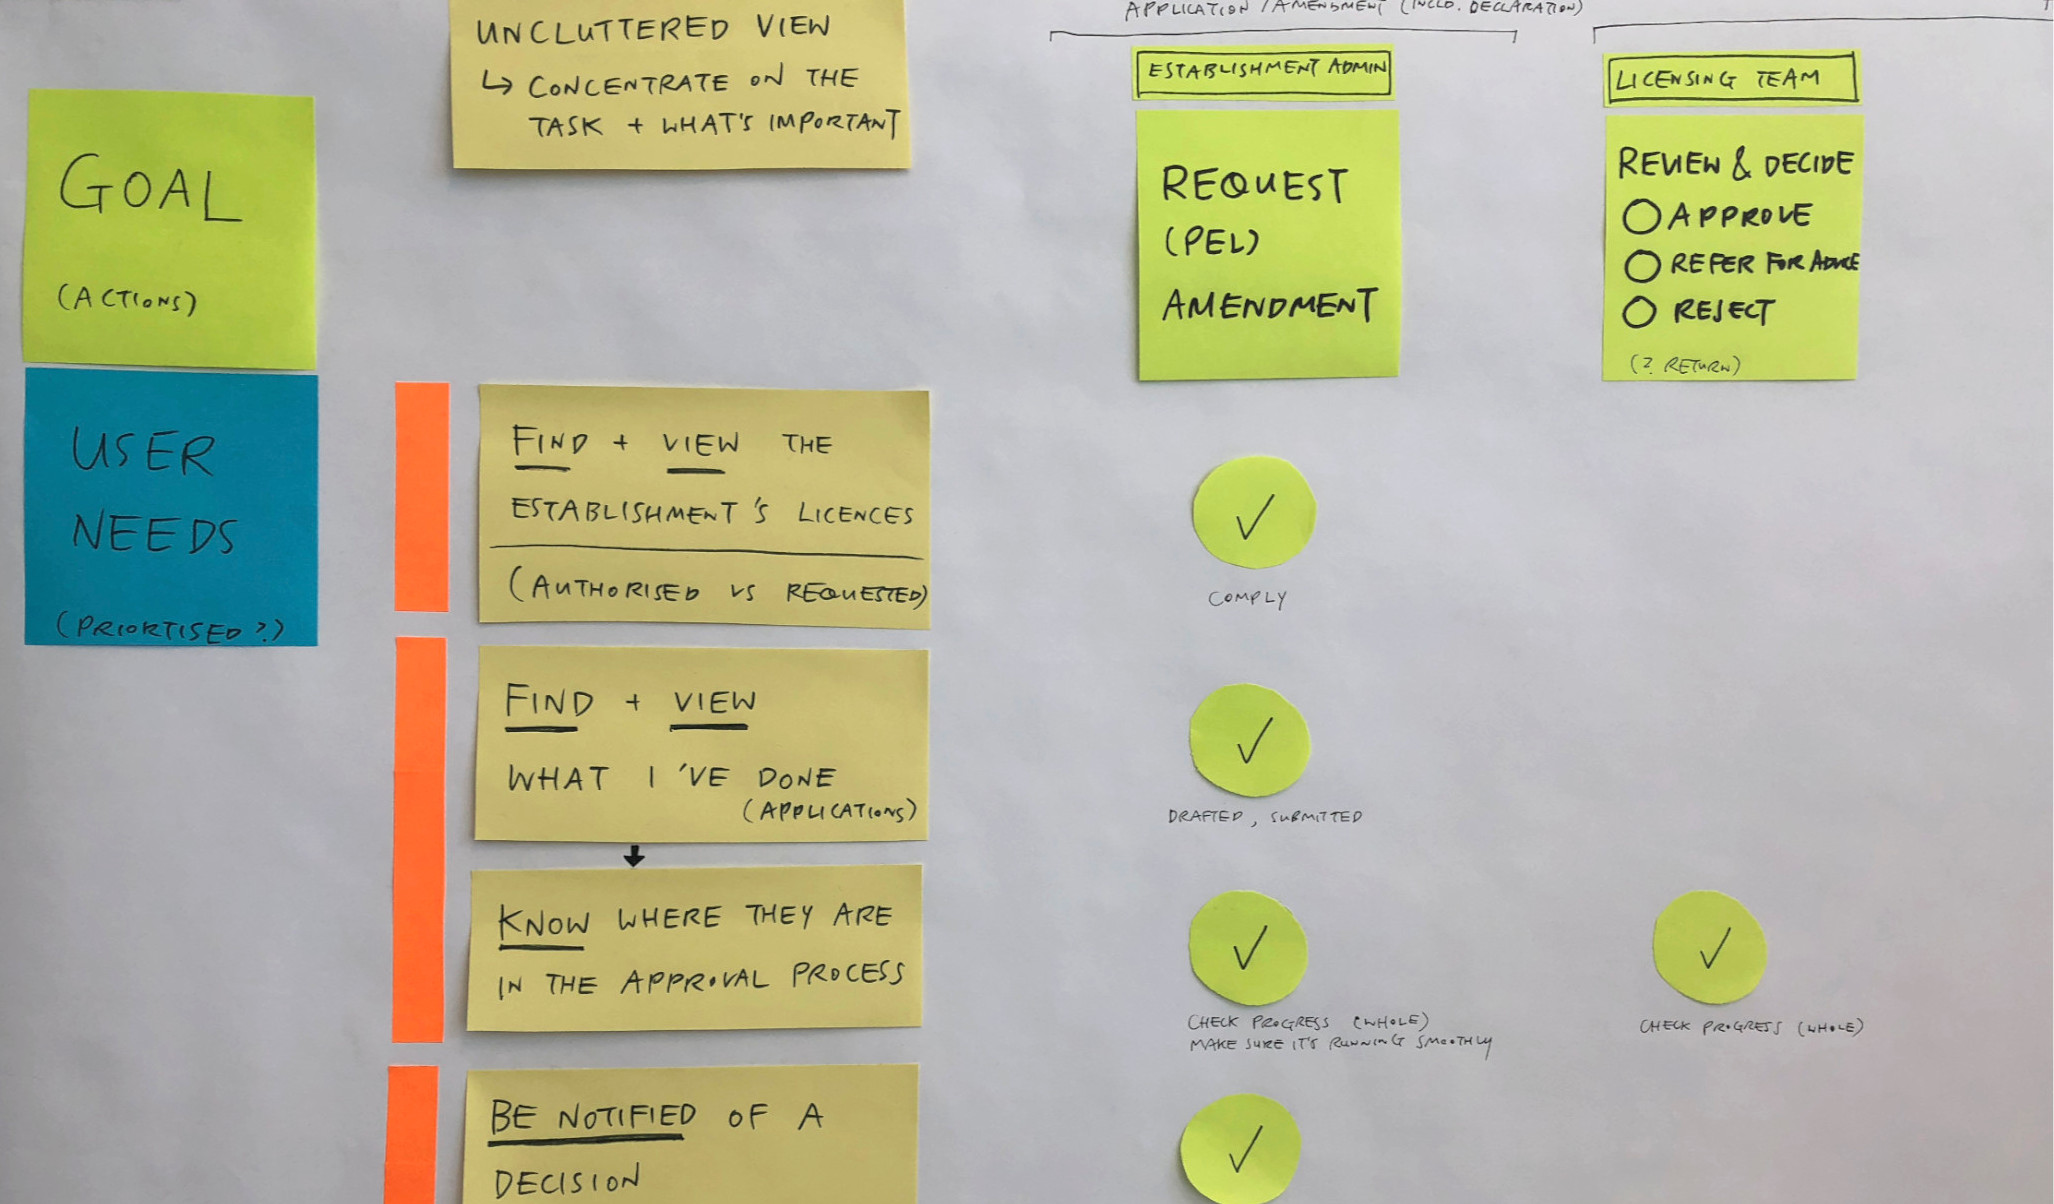 UNCLUTTERED VIEW
↳ CONCENTRATE ON THE
TASK + WHAT'S IMPORTANT
APPLICATION / AMENDMENT (INCLD. DECLARATION)
ESTABLISHMENT ADMIN
LICENSING TEAM
GOAL
(ACTIONS)
REQUEST
(PEL)
AMENDMENT
REVIEW & DECIDE
APPROVE
REFER FOR ADVICE
REJECT
(? RETURN)
USER
NEEDS
(PRIORTISED?)
FIND + VIEW THE
ESTABLISHMENT'S LICENCES
(AUTHORISED VS REQUESTED)
✓
COMPLY
FIND + VIEW
WHAT I'VE DONE
(APPLICATIONS)
✓
DRAFTED, SUBMITTED
KNOW WHERE THEY ARE
IN THE APPROVAL PROCESS
✓
CHECK PROGRESS (WHOLE)
MAKE SURE IT'S RUNNING SMOOTHLY
✓
CHECK PROGRESS (WHOLE)
BE NOTIFIED OF A
DECISION
✓